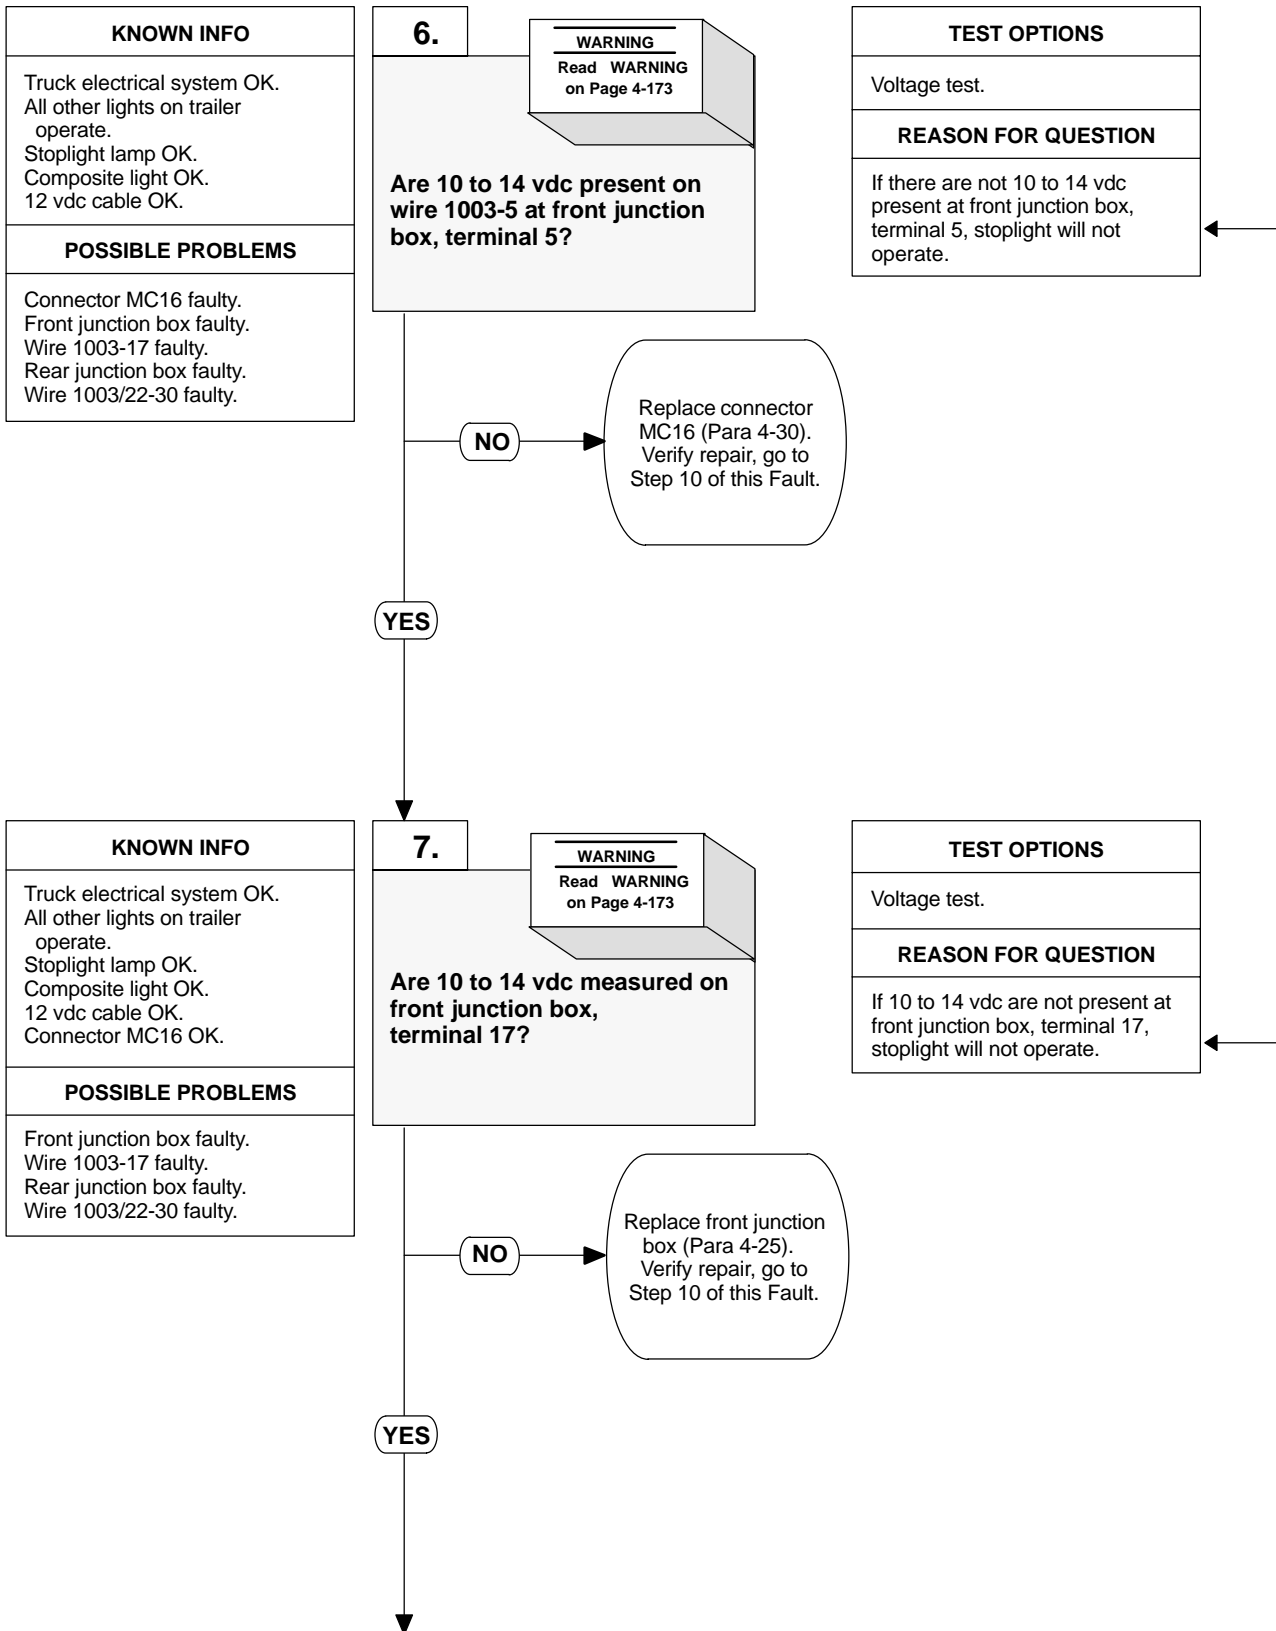 KNOWN INFO
Truck electrical system OK.
All other lights on trailer
operate.
Stoplight lamp OK.
Composite light OK.
12 vdc cable OK.
POSSIBLE PROBLEMS
Connector MC16 faulty.
Front junction box faulty.
Wire 1003-17 faulty.
Rear junction box faulty.
Wire 1003/22-30 faulty.
6.
WARNING
Read WARNING
on Page 4-173
Are 10 to 14 vdc present on
wire 1003-5 at front junction
box, terminal 5?
TEST OPTIONS
Voltage test.
REASON FOR QUESTION
If there are not 10 to 14 vdc
present at front junction box,
terminal 5, stoplight will not
operate.
NO
Replace connector
MC16 (Para 4-30).
Verify repair, go to
Step 10 of this Fault.
YES
KNOWN INFO
Truck electrical system OK.
All other lights on trailer
operate.
Stoplight lamp OK.
Composite light OK.
12 vdc cable OK.
Connector MC16 OK.
POSSIBLE PROBLEMS
Front junction box faulty.
Wire 1003-17 faulty.
Rear junction box faulty.
Wire 1003/22-30 faulty.
7.
WARNING
Read WARNING
on Page 4-173
Are 10 to 14 vdc measured on
front junction box,
terminal 17?
TEST OPTIONS
Voltage test.
REASON FOR QUESTION
If 10 to 14 vdc are not present at
front junction box, terminal 17,
stoplight will not operate.
NO
Replace front junction
box (Para 4-25).
Verify repair, go to
Step 10 of this Fault.
YES